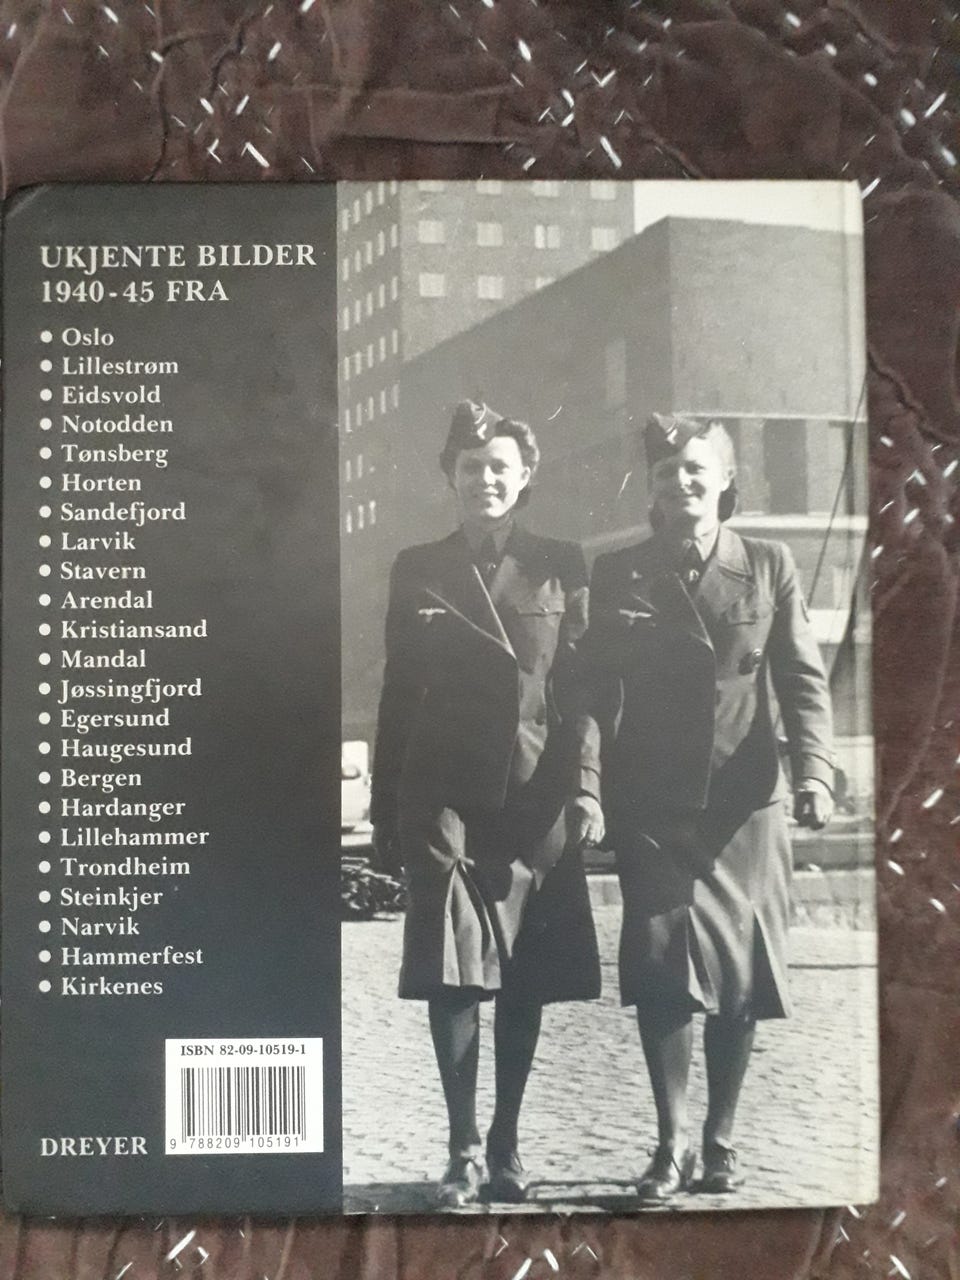 UKJENTE BILDER
1940-45 FRA
• Oslo
• Lillestrøm
• Eidsvold
• Notodden
• Tønsberg
• Horten
• Sandefjord
• Larvik
• Stavern
• Arendal
• Kristiansand
• Mandal
• Jøssingfjord
• Egersund
• Haugesund
• Bergen
• Hardanger
• Lillehammer
• Trondheim
• Steinkjer
• Narvik
• Hammerfest
• Kirkenes
ISBN 82-09-10519-1
9 788209 105191
DREYER